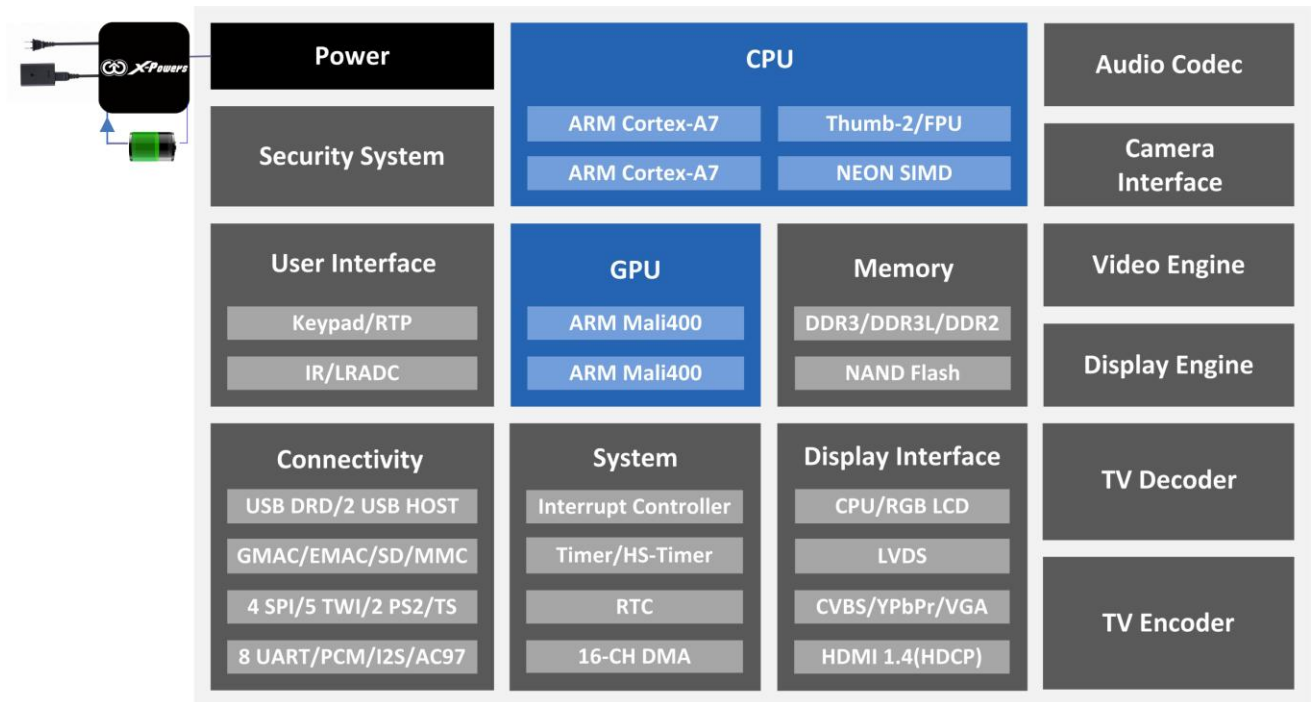 X-Powers
Power
Security System
CPU
ARM Cortex-A7
Thumb-2/FPU
ARM Cortex-A7
NEON SIMD
Audio Codec
Camera
Interface
User Interface
Keypad/RTP
IR/LRADC
GPU
ARM Mali400
ARM Mali400
Memory
DDR3/DDR3L/DDR2
NAND Flash
Video Engine
Display Engine
Connectivity
USB DRD/2 USB HOST
GMAC/EMAC/SD/MMC
4 SPI/5 TWI/2 PS2/TS
8 UART/PCM/I2S/AC97
System
Interrupt Controller
Timer/HS-Timer
RTC
16-CH DMA
Display Interface
CPU/RGB LCD
LVDS
CVBS/YPbPr/VGA
HDMI 1.4(HDCP)
TV Decoder
TV Encoder